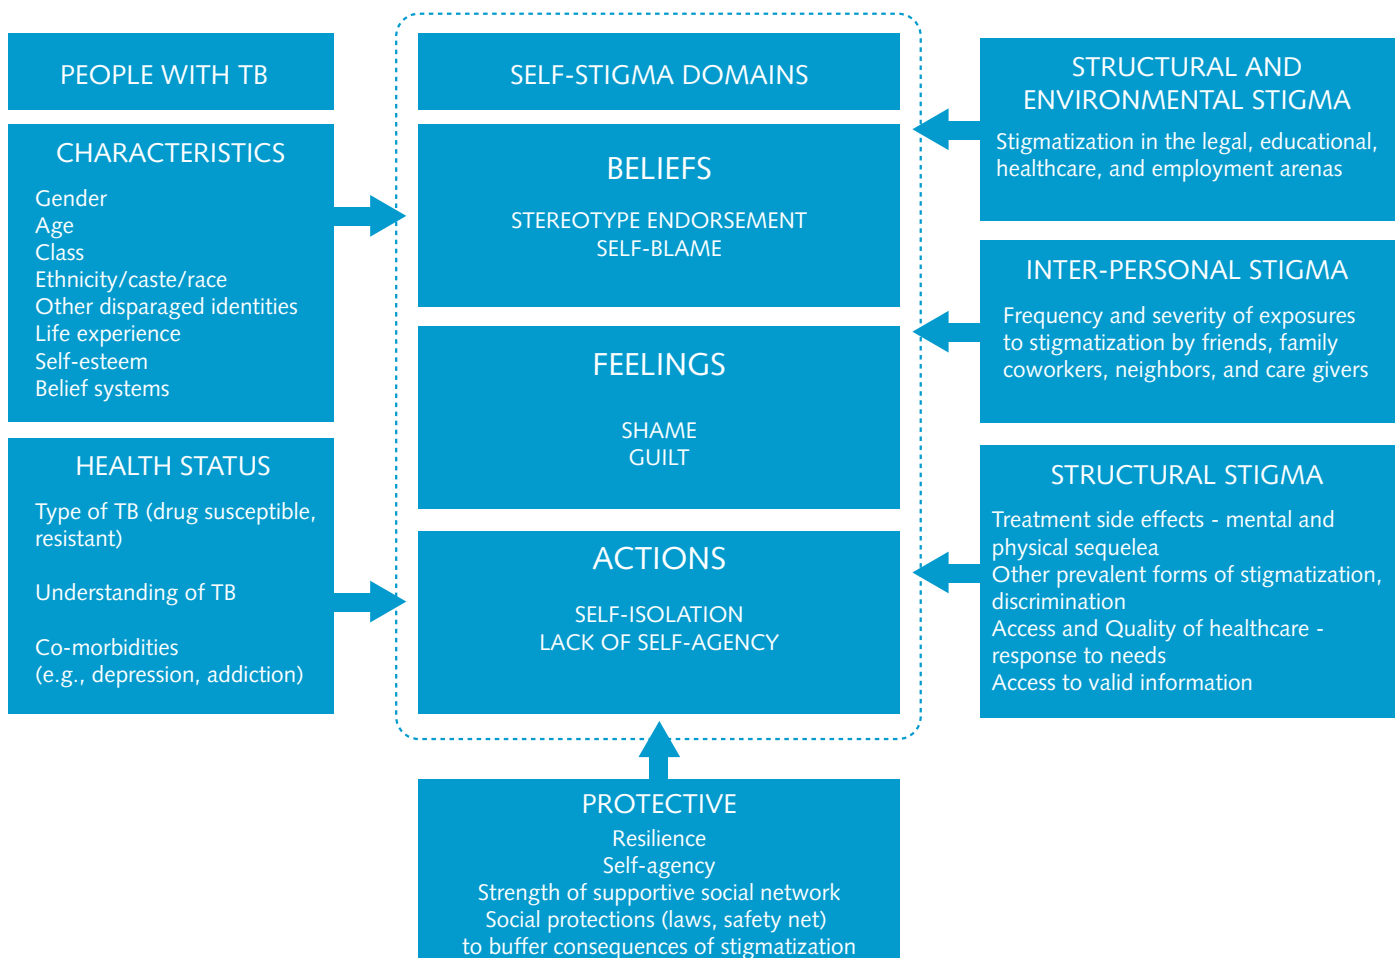 PEOPLE WITH TB
CHARACTERISTICS
Gender
Age
Class
Ethnicity/caste/race
Other disparaged identities
Life experience
Self-esteem
Belief systems
HEALTH STATUS
Type of TB (drug susceptible,
resistant)
Understanding of TB
Co-morbidities
(e.g., depression, addiction)
SELF-STIGMA DOMAINS
BELIEFS
STEREOTYPE ENDORSEMENT
SELF-BLAME
FEELINGS
SHAME
GUILT
ACTIONS
SELF-ISOLATION
LACK OF SELF-AGENCY
PROTECTIVE
Resilience
Self-agency
Strength of supportive social network
Social protections (laws, safety net)
to buffer consequences of stigmatization
STRUCTURAL AND
ENVIRONMENTAL STIGMA
Stigmatization in the legal, educational,
healthcare, and employment arenas
INTER-PERSONAL STIGMA
Frequency and severity of exposures
to stigmatization by friends, family
coworkers, neighbors, and care givers
STRUCTURAL STIGMA
Treatment side effects - mental and
physical sequelea
Other prevalent forms of stigmatization,
discrimination
Access and Quality of healthcare -
response to needs
Access to valid information